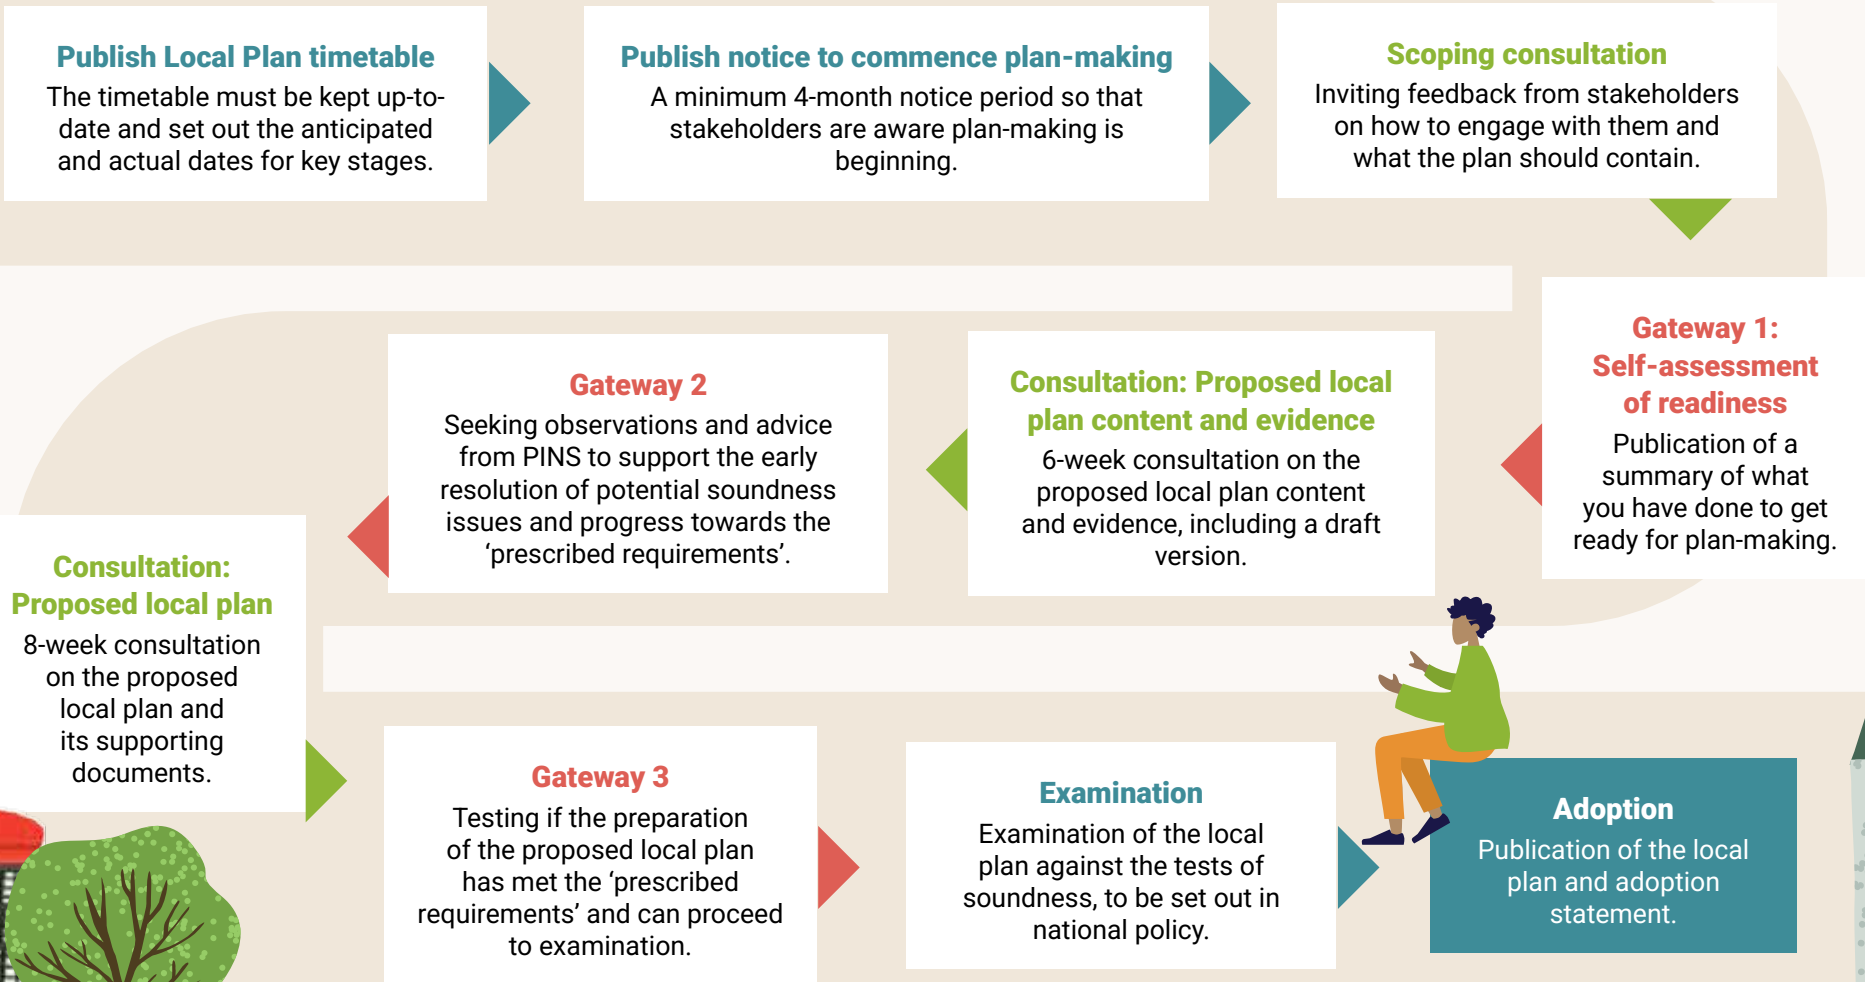 Publish Local Plan timetable
The timetable must be kept up-to-
date and set out the anticipated
and actual dates for key stages.
Publish notice to commence plan-making
A minimum 4-month notice period so that
stakeholders are aware plan-making is
beginning.
Scoping consultation
Inviting feedback from stakeholders
on how to engage with them and
what the plan should contain.
Gateway 1:
Self-assessment
of readiness
Publication of a
summary of what
you have done to get
ready for plan-making.
Consultation: Proposed local
plan content and evidence
6-week consultation on the
proposed local plan content
and evidence, including a draft
version.
Gateway 2
Seeking observations and advice
from PINS to support the early
resolution of potential soundness
issues and progress towards the
‘prescribed requirements’.
Consultation:
Proposed local plan
8-week consultation
on the proposed
local plan and
its supporting
documents.
Gateway 3
Testing if the preparation
of the proposed local plan
has met the ‘prescribed
requirements’ and can proceed
to examination.
Examination
Examination of the local
plan against the tests of
soundness, to be set out in
national policy.
Adoption
Publication of the local
plan and adoption
statement.